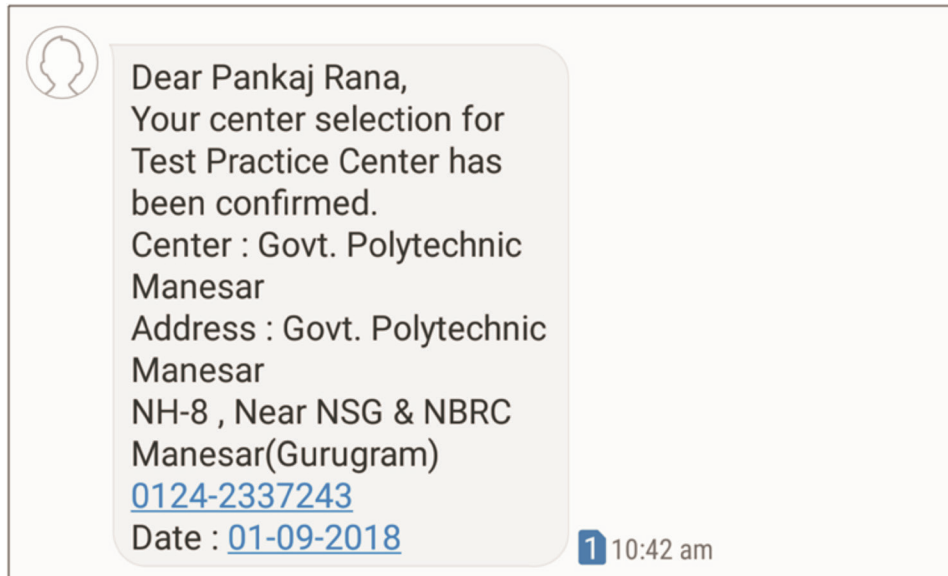 Dear Pankaj Rana,
Your center selection for
Test Practice Center has
been confirmed.
Center : Govt. Polytechnic
Manesar
Address : Govt. Polytechnic
Manesar
NH-8 , Near NSG & NBRC
Manesar(Gurugram)
0124-2337243
Date : 01-09-2018
1 10:42 am